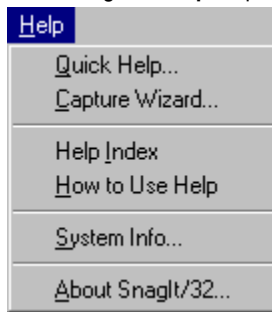 Help
Quick Help...
Capture Wizard...
Help Index
How to Use Help
System Info...
About SnagIt/32...